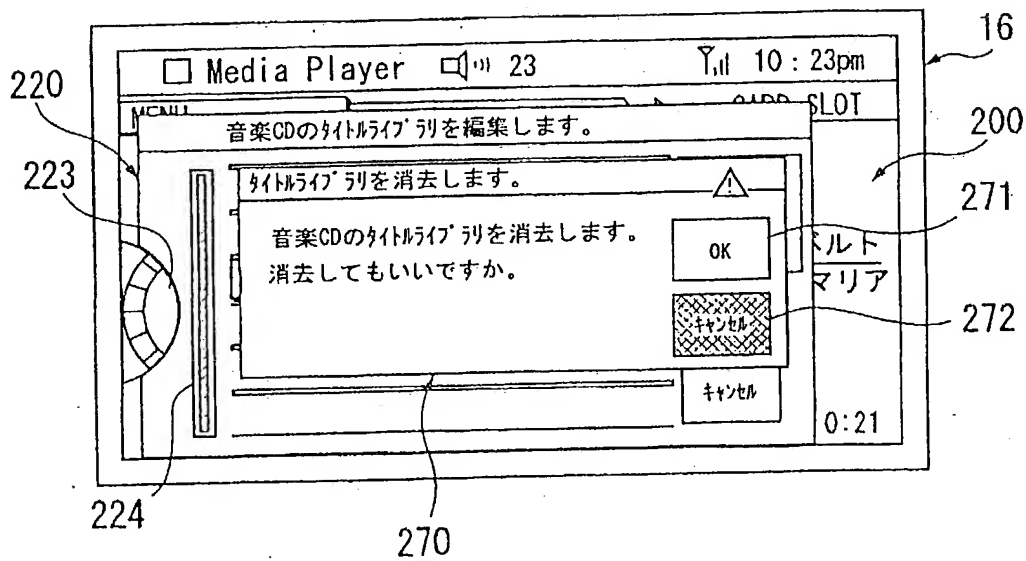 16
Media Player 23 10:23pm
220
MENU SLOT
音楽CDのタイトルライブラリを編集します。
200
223
タイトルライブラリを消去します。
271
音楽CDのタイトルライブラリを消去します。
OK
消去してもいいですか。
ベルト
マリア
キャンセル
272
キャンセル
0:21
224
270